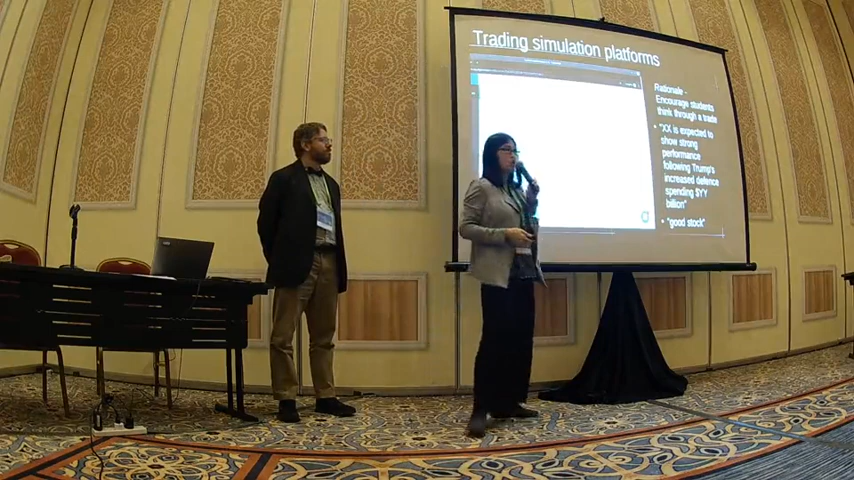 Trading simulation platforms
Rationale -
Encourage students
think through a trade
• "XX is expected to
show strong
performance
following Trump's
increased defense
spending $YY
billion"
• "good stock"